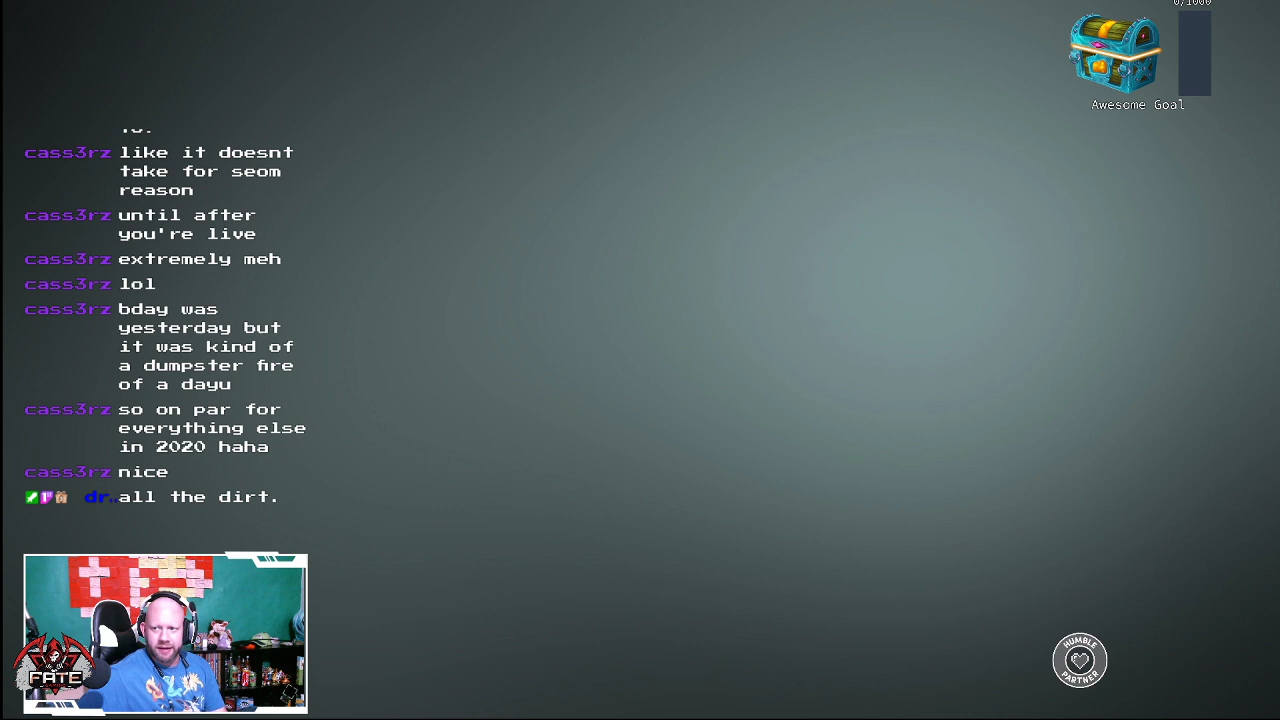 0/1000
Awesome Goal
cass3rz like it doesnt
take for seom
reason
cass3rz until after
you're live
cass3rz extremely meh
cass3rz lol
cass3rz bday was
yesterday but
it was kind of
a dumpster fire
of a dayu
cass3rz so on par for
everything else
in 2020 haha
cass3rz nice
dr..all the dirt.
FATE
HUMBLE
PARTNER